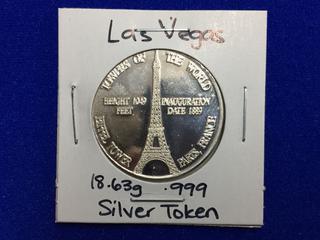 Las Vegas
TOWERS OF THE WORLD
HEIGHT 1049 FEET
INAUGURATION DATE 1889
EIFFEL TOWER
PARIS, FRANCE
18.63g .999
Silver Token